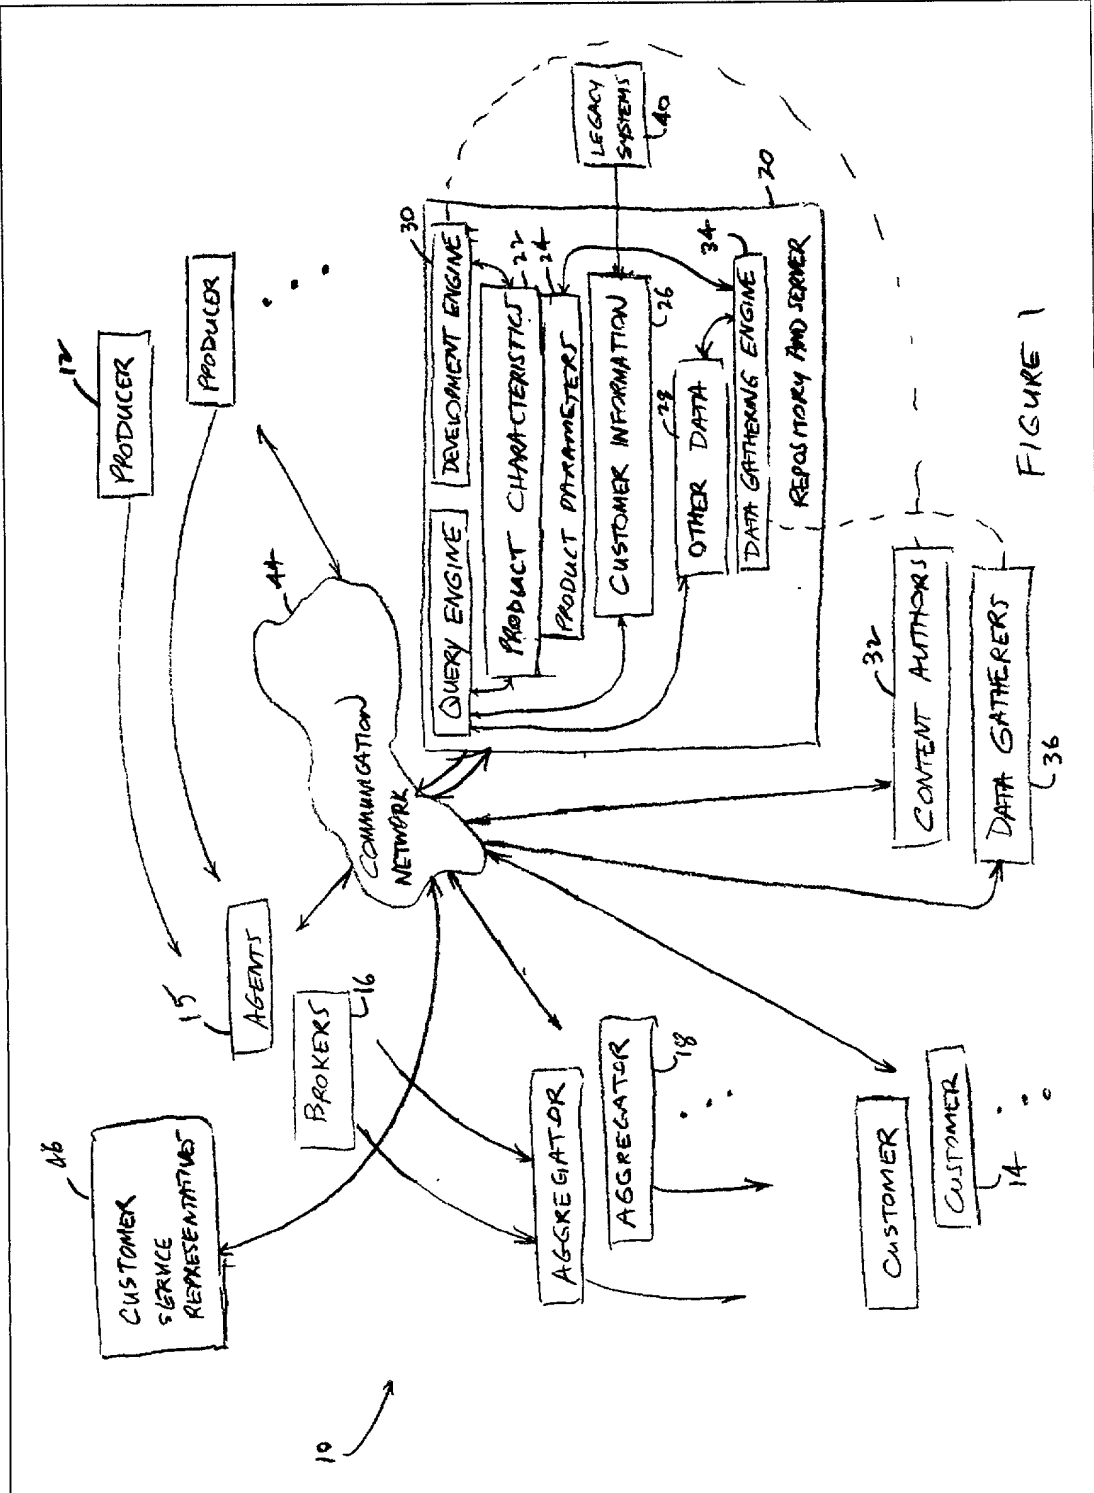 10
46
CUSTOMER
SERVICE
REPRESENTATIVES
15
AGENTS
BROKERS
16
AGGREGATOR
AGGREGATOR
18
CUSTOMER
CUSTOMER
14
12
PRODUCER
PRODUCER
44
COMMUNICATION
NETWORK
30
QUERY ENGINE
DEVELOPMENT ENGINE
PRODUCT CHARACTERISTICS
22
PRODUCT PARAMETERS
24
CUSTOMER INFORMATION
26
28
OTHER DATA
DATA GATHERING ENGINE
34
REPOSITORY AND SERVER
20
LEGACY
SYSTEMS
40
32
CONTENT AUTHORS
DATA GATHERERS
36
FIGURE 1